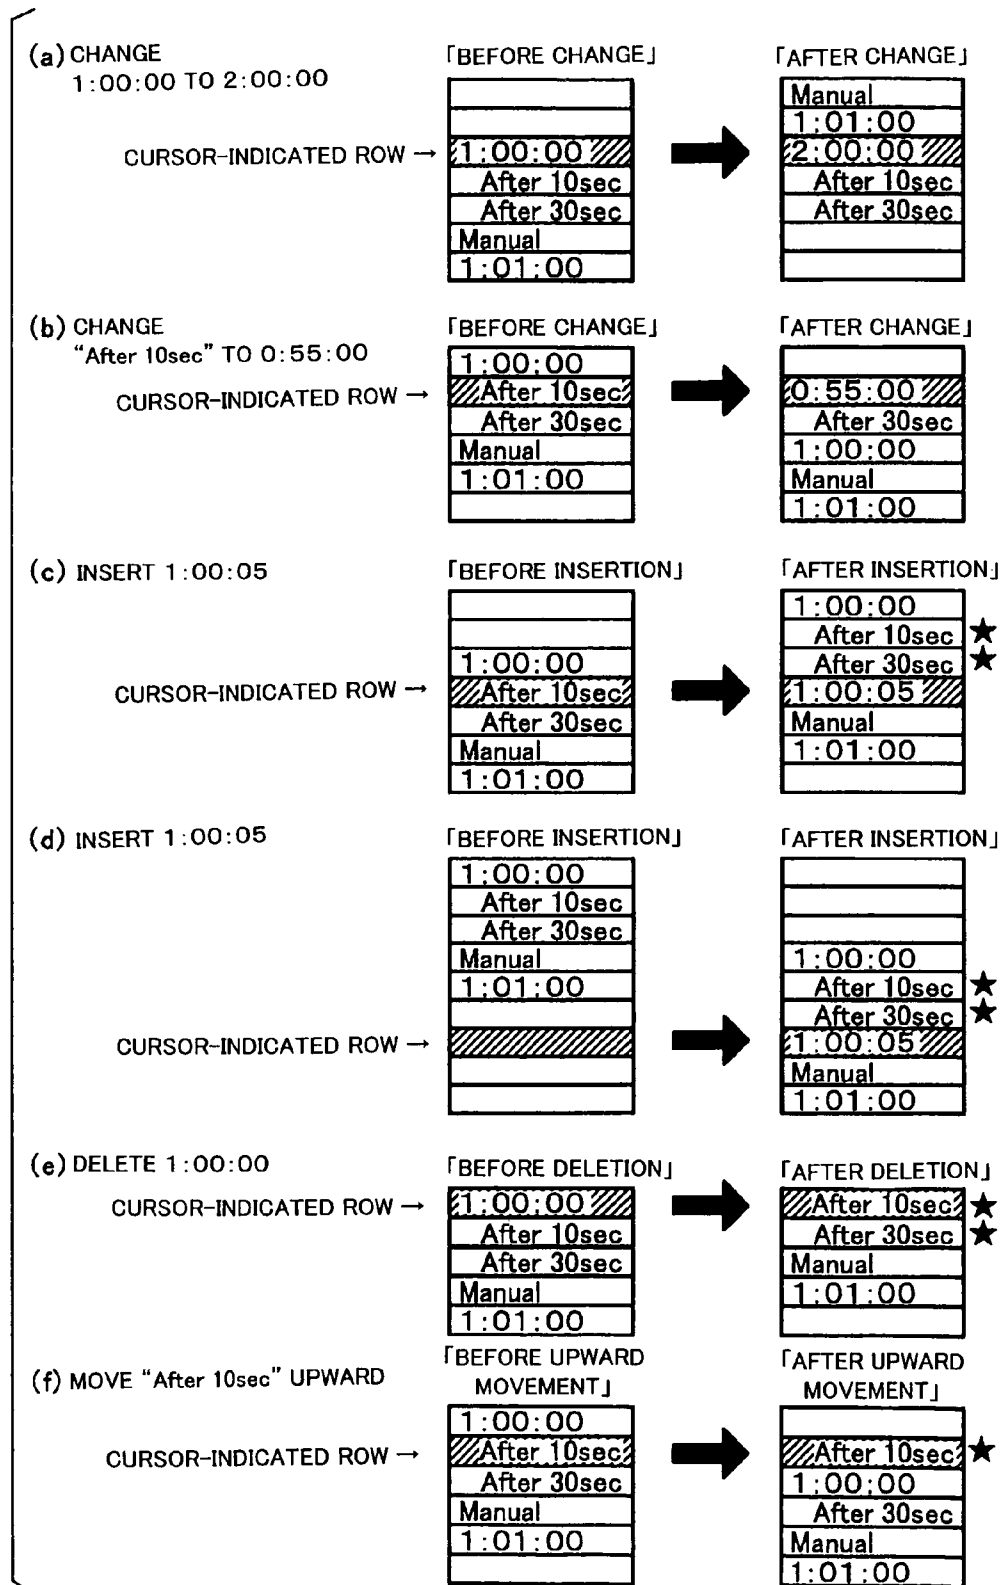 (a) CHANGE
1:00:00 TO 2:00:00
CURSOR-INDICATED ROW →
「BEFORE CHANGE」
1:00:00
After 10sec
After 30sec
Manual
1:01:00
「AFTER CHANGE」
Manual
1:01:00
2:00:00
After 10sec
After 30sec
(b) CHANGE
“After 10sec” TO 0:55:00
CURSOR-INDICATED ROW →
「BEFORE CHANGE」
1:00:00
After 10sec
After 30sec
Manual
1:01:00
「AFTER CHANGE」
0:55:00
After 30sec
1:00:00
Manual
1:01:00
(c) INSERT 1:00:05
CURSOR-INDICATED ROW →
「BEFORE INSERTION」
1:00:00
After 10sec
After 30sec
Manual
1:01:00
「AFTER INSERTION」
1:00:00
After 10sec ★
After 30sec ★
1:00:05
Manual
1:01:00
(d) INSERT 1:00:05
CURSOR-INDICATED ROW →
「BEFORE INSERTION」
1:00:00
After 10sec
After 30sec
Manual
1:01:00
「AFTER INSERTION」
1:00:00
After 10sec ★
After 30sec ★
1:00:05
Manual
1:01:00
(e) DELETE 1:00:00
CURSOR-INDICATED ROW →
「BEFORE DELETION」
1:00:00
After 10sec
After 30sec
Manual
1:01:00
「AFTER DELETION」
After 10sec ★
After 30sec ★
Manual
1:01:00
(f) MOVE “After 10sec” UPWARD
CURSOR-INDICATED ROW →
「BEFORE UPWARD
MOVEMENT」
1:00:00
After 10sec
After 30sec
Manual
1:01:00
「AFTER UPWARD
MOVEMENT」
After 10sec ★
1:00:00
After 30sec
Manual
1:01:00